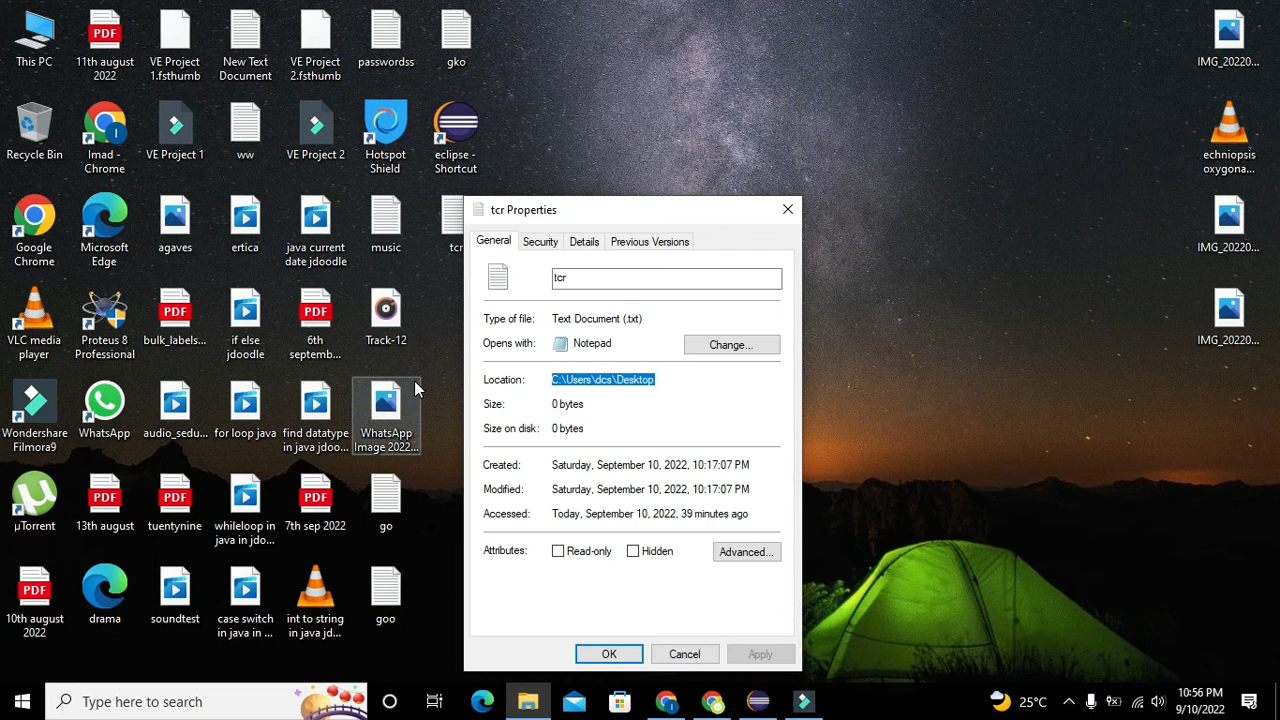 This PC
11th august
2022
VE Project
1.fsthumb
New Text
Document
VE Project
2.fsthumb
passwordss
gko
IMG_20220...
Recycle Bin
Imad -
Chrome
VE Project 1
ww
VE Project 2
Hotspot
Shield
eclipse -
Shortcut
echniopsis
oxygona...
Google
Chrome
Microsoft
Edge
agaves
ertica
java current
date jdoodle
music
tcr
IMG_20220...
VLC media
player
Proteus 8
Professional
PDF
bulk_labels...
if else
jdoodle
PDF
6th
septemb...
Track-12
IMG_20220...
Wondershare
Filmora9
WhatsApp
audio_sedu...
for loop java
find datatype
in java jdoo...
WhatsApp
Image 2022...
µTorrent
PDF
13th august
PDF
tuentynine
whileloop in
java in jdo...
PDF
7th sep 2022
go
PDF
10th august
2022
drama
soundtest
case switch
in java in ...
int to string
in java jd...
goo
tcr Properties
General
Security
Details
Previous Versions
tcr
Type of file:
Text Document (.txt)
Opens with:
Notepad
Change...
Location:
C:\Users\dcs\Desktop
Size:
0 bytes
Size on disk:
0 bytes
Created:
Saturday, September 10, 2022, 10:17:07 PM
Modified:
Saturday, September 10, 2022, 10:17:07 PM
Accessed:
Today, September 10, 2022, 39 minutes ago
Attributes:
Read-only
Hidden
Advanced...
OK
Cancel
Apply
Type here to search
25°C
10:56 PM
9/10/2022